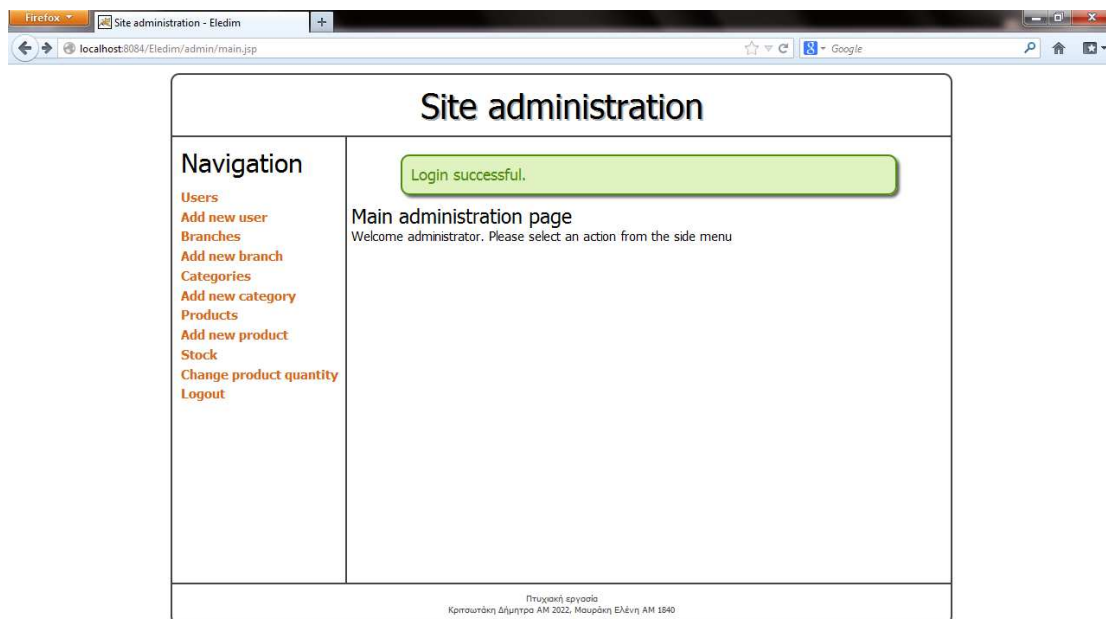 Firefox
Site administration - Eledim
localhost:8084/Eledim/admin/main.jsp
Google
Site administration
Navigation
Users
Add new user
Branches
Add new branch
Categories
Add new category
Products
Add new product
Stock
Change product quantity
Logout
Login successful.
Main administration page
Welcome administrator. Please select an action from the side menu
Πτυχιακή εργασία
Κριτσωτάκη Δήμητρα ΑΜ 2022, Μαυράκη Ελένη ΑΜ 1840